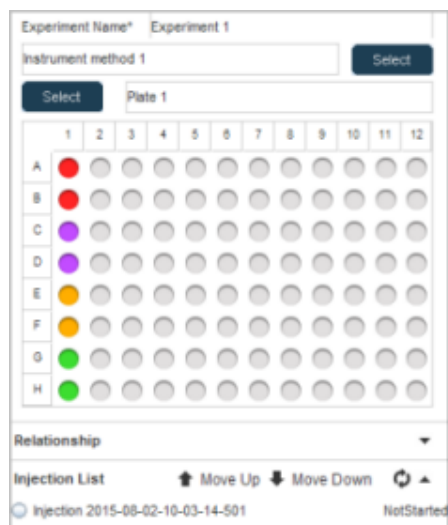 Experiment Name* Experiment 1
Instrument method 1 Select
Select Plate 1
1 2 3 4 5 6 7 8 9 10 11 12
A
B
C
D
E
F
G
H
Relationship
Injection List Move Up Move Down
Injection 2015-08-02-10-03-14-501 NotStarted